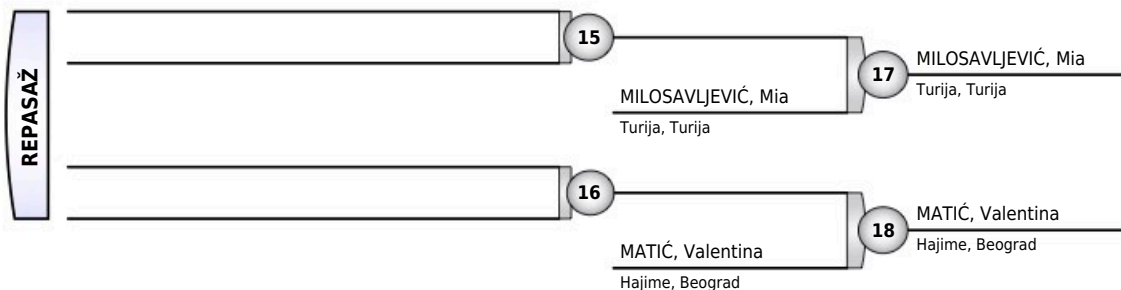 REPASAŽ
15
MILOSAVLJEVIĆ, Mia
Turija, Turija
17
MILOSAVLJEVIĆ, Mia
Turija, Turija
16
MATIĆ, Valentina
Hajime, Beograd
18
MATIĆ, Valentina
Hajime, Beograd